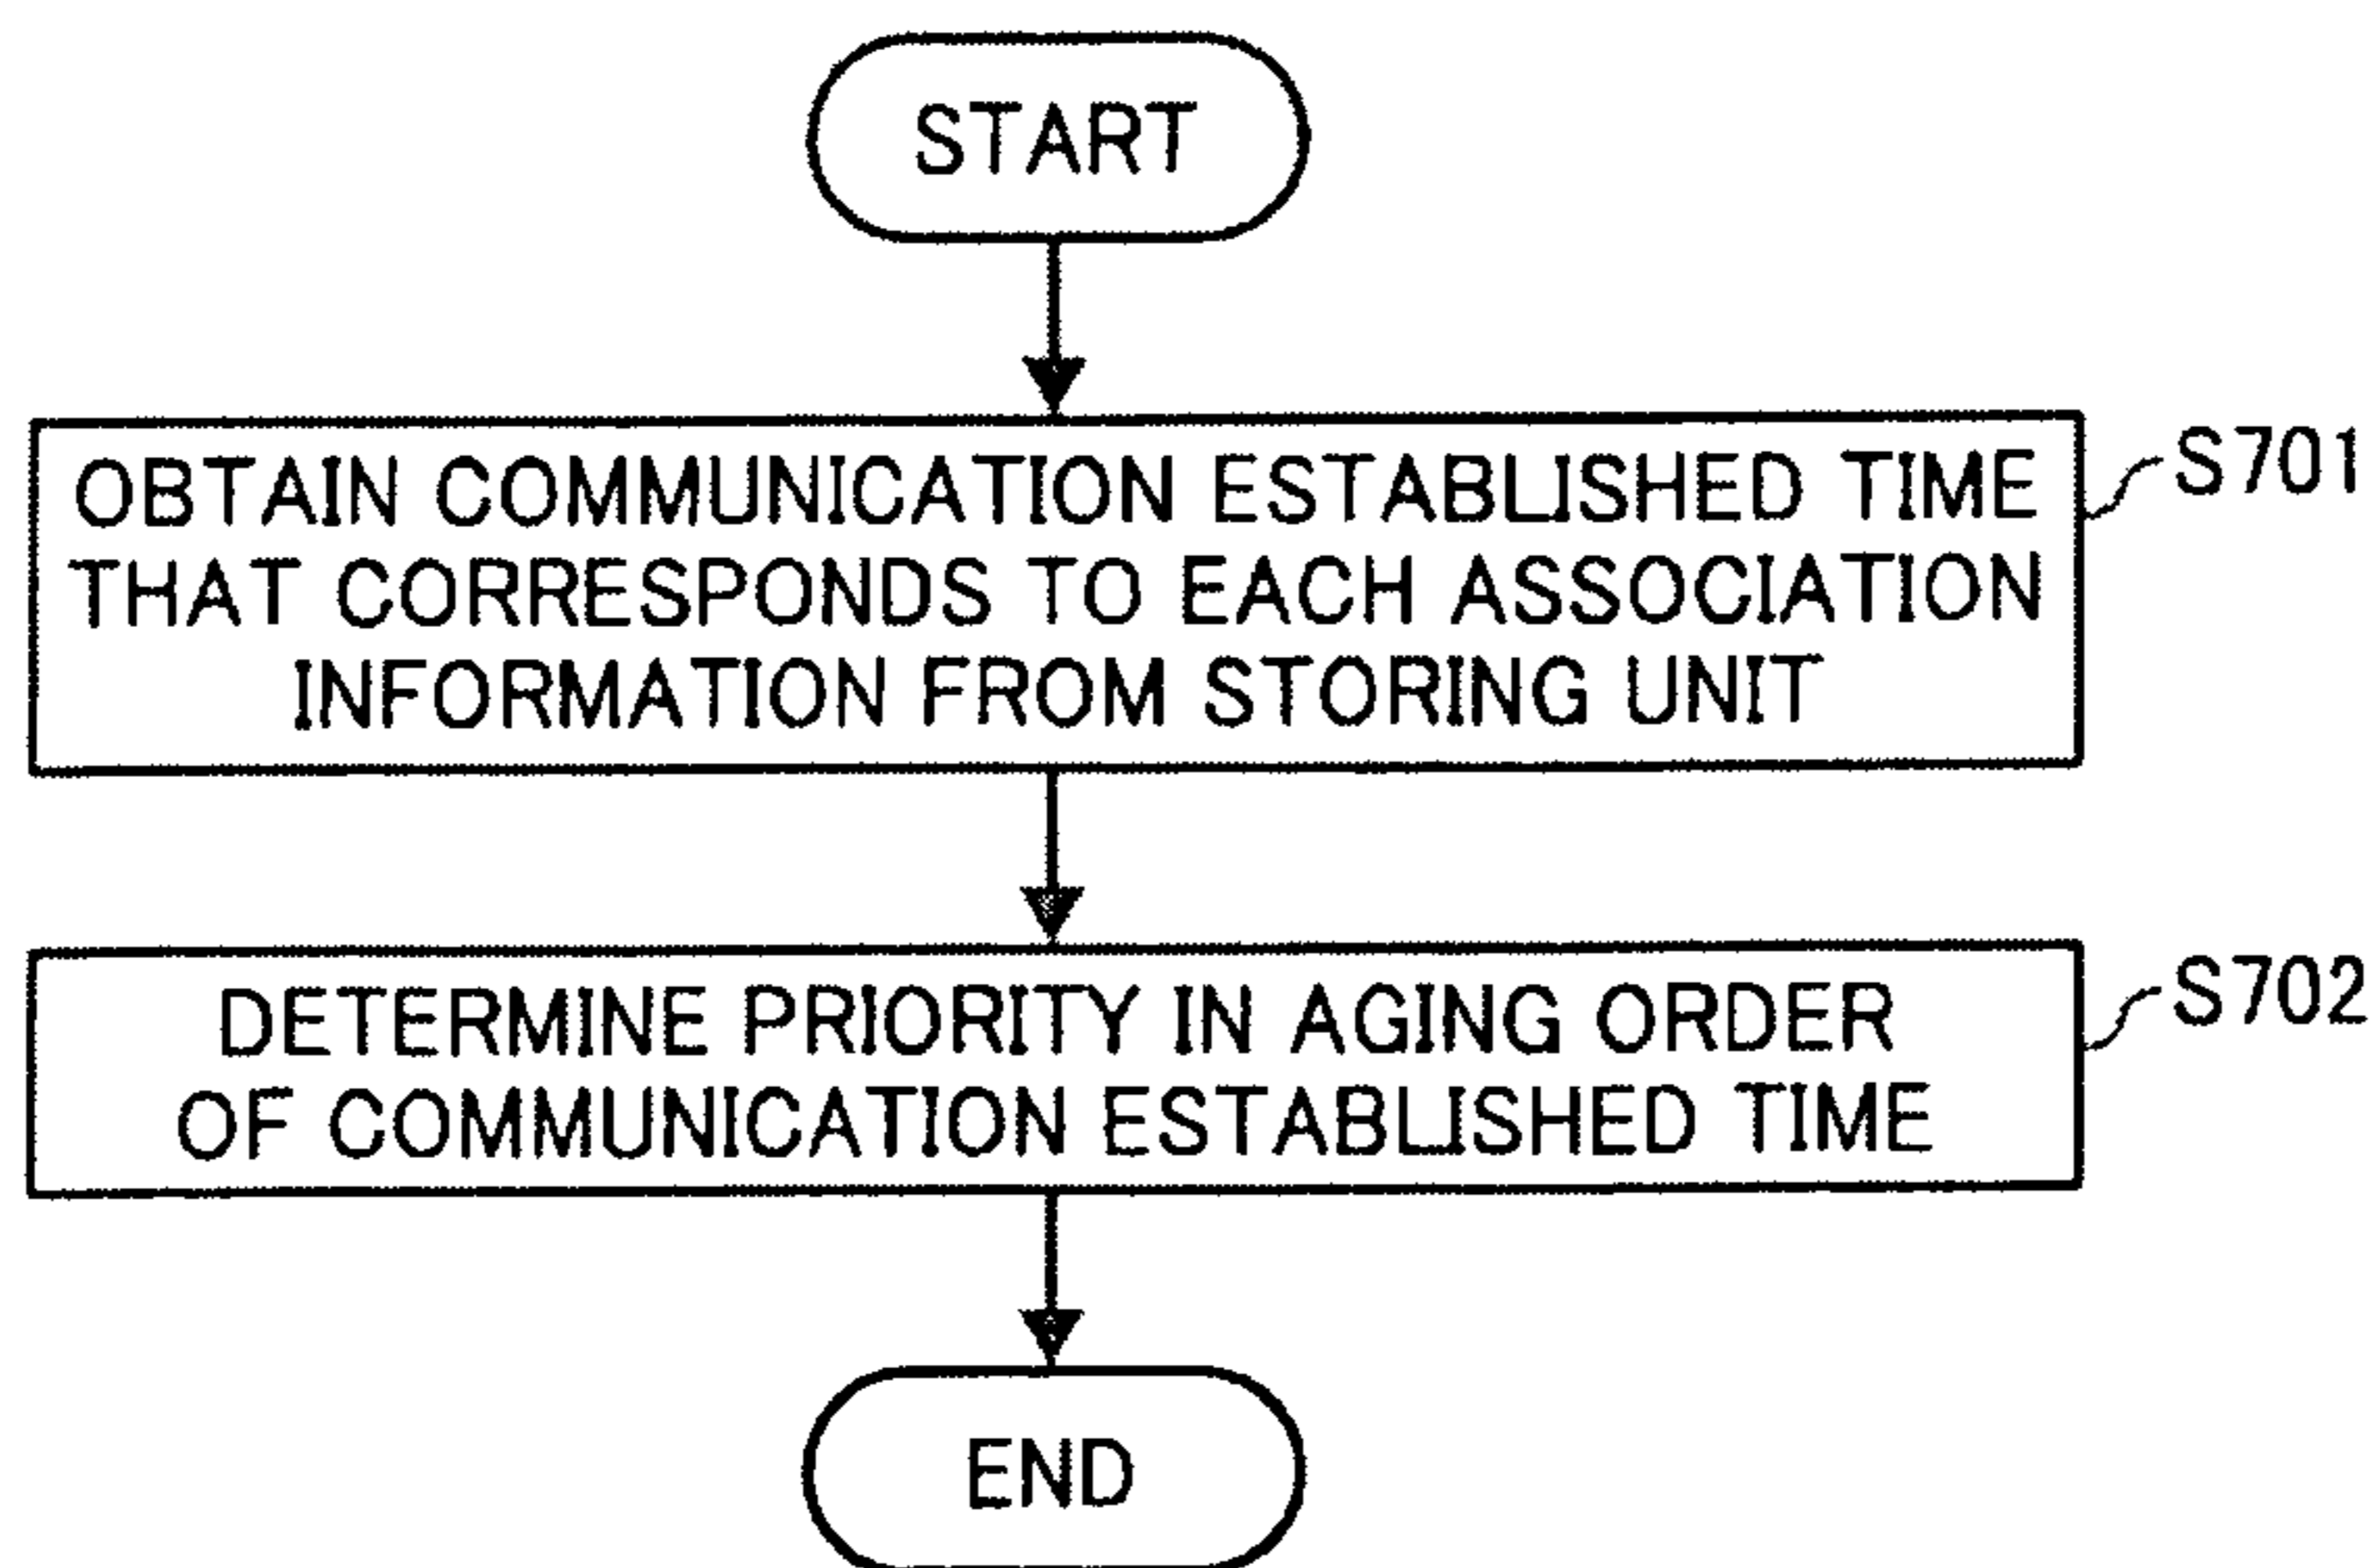 START
OBTAIN COMMUNICATION ESTABLISHED TIME
THAT CORRESPONDS TO EACH ASSOCIATION
INFORMATION FROM STORING UNIT
S701
DETERMINE PRIORITY IN AGING ORDER
OF COMMUNICATION ESTABLISHED TIME
S702
END